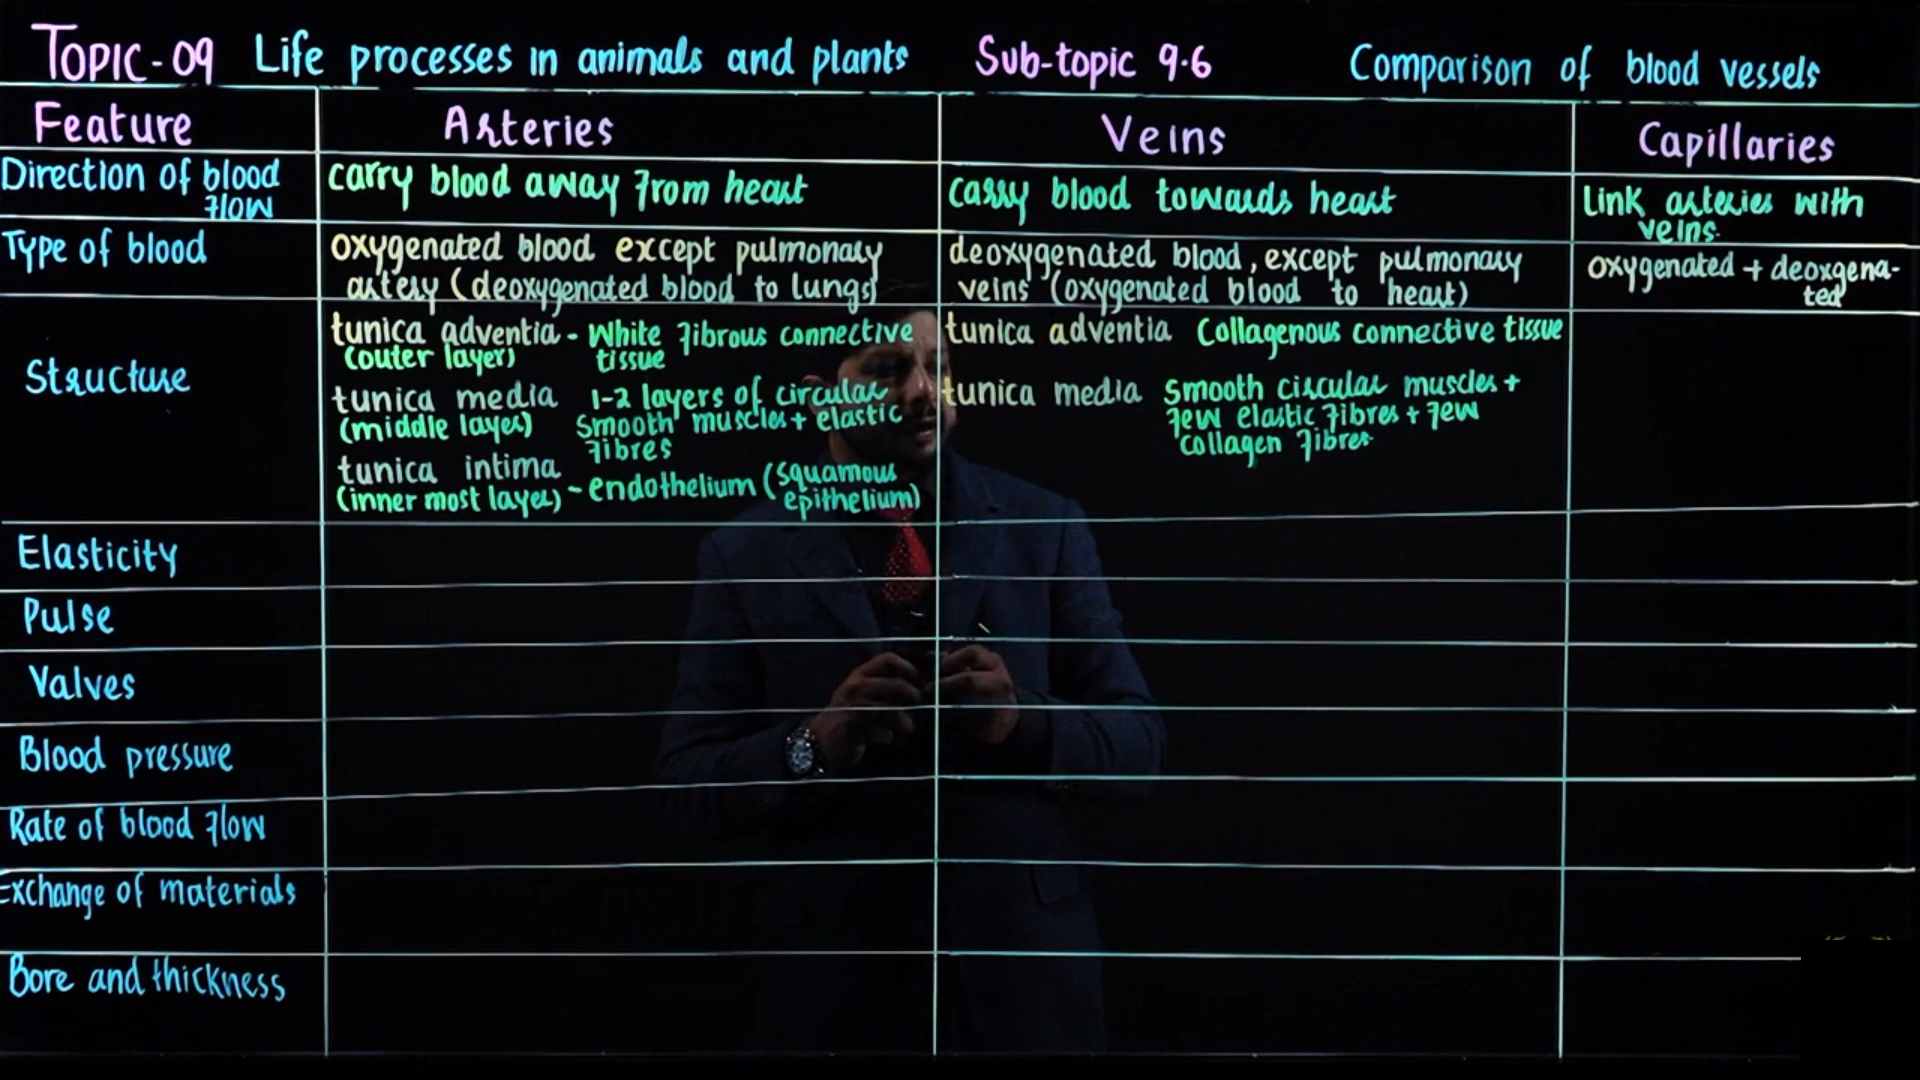 TOPIC-09 Life processes in animals and plants Sub-topic 9.6 Comparison of blood vessels
Feature Arteries Veins Capillaries
Direction of blood flow
carry blood away from heart
carry blood towards heart
Link arteries with
veins.
Type of blood
oxygenated blood except pulmonary
artery (deoxygenated blood to lungs)
deoxygenated blood, except pulmonary
veins (oxygenated blood to heart)
oxygenated + deoxgena-
ted
Structure
tunica adventia - White fibrous connective
(outer layer) tissue
tunica media 1-2 layers of circular
(middle layer) Smooth muscles + elastic
fibres
tunica intima
(inner most layer) - endothelium (squamous
epithelium)
tunica adventia Collagenous connective tissue
tunica media Smooth circular muscles +
few elastic fibres + few
collagen fibres.
Elasticity
Pulse
Valves
Blood pressure
Rate of blood flow
Exchange of materials
Bore and thickness